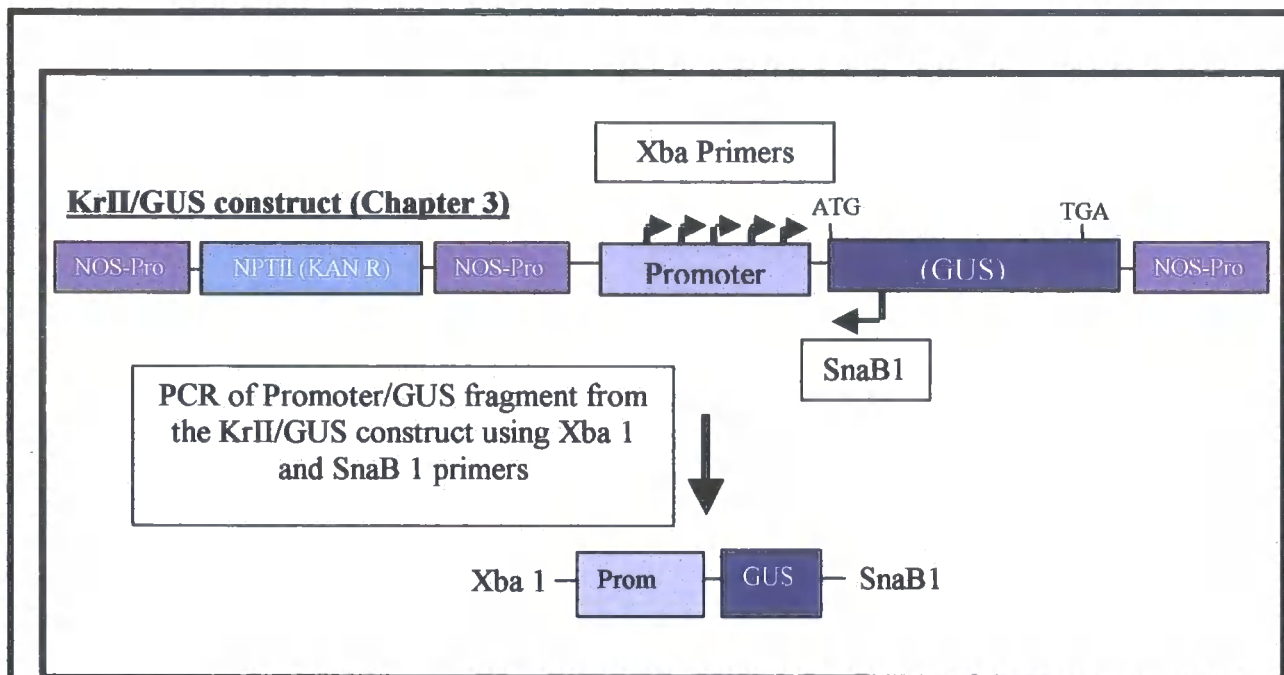 Xba Primers
KrII/GUS construct (Chapter 3)
ATG
TGA
NOS-Pro
NPTII (KAN R)
NOS-Pro
Promoter
(GUS)
NOS-Pro
SnaB1
PCR of Promoter/GUS fragment from
the KrII/GUS construct using Xba 1
and SnaB 1 primers
Xba 1
Prom
GUS
SnaB1